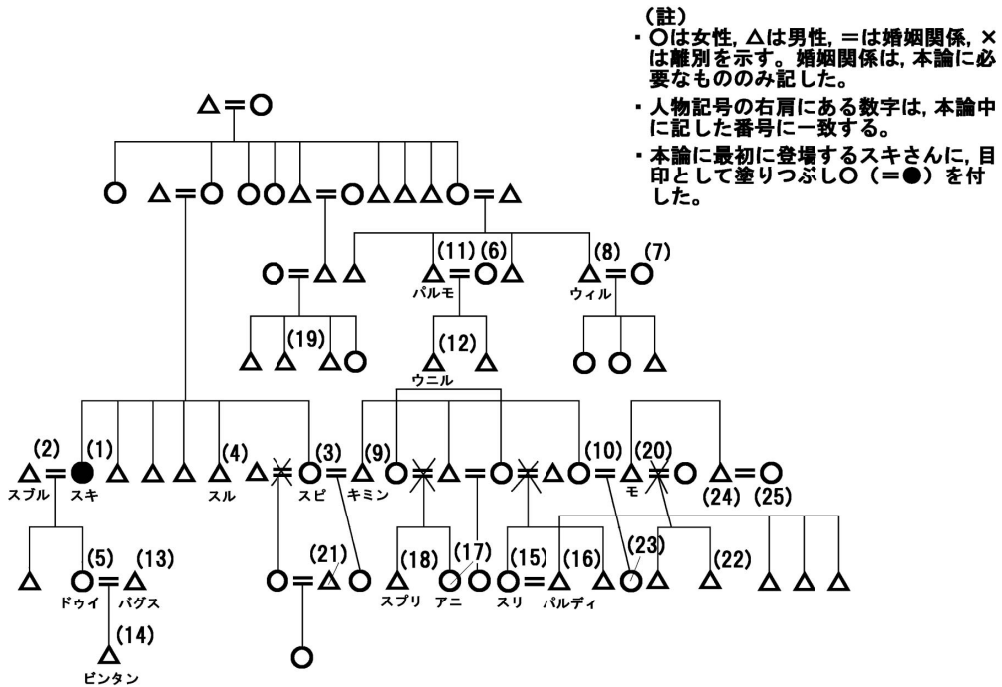 (註)
・○は女性, △は男性, =は婚姻関係, ×
は離別を示す。婚姻関係は, 本論に必
要なもののみ記した。
・人物記号の右肩にある数字は, 本論中
に記した番号に一致する。
・本論に最初に登場するスキさんに, 目
印として塗りつぶし○（=●）を付
した。
(11) (6) (8) (7)
パルモ ウィル
(19) (12)
ウニル
(2) (1) (4) (3) (9) (10) (20)
スブル スキ スル スピ キミン モ (24) (25)
(5) (13) (21) (18) (17) (15) (16) (23) (22)
ドゥイ バグス スプリ アニ スリ パルディ
(14)
ビンタン